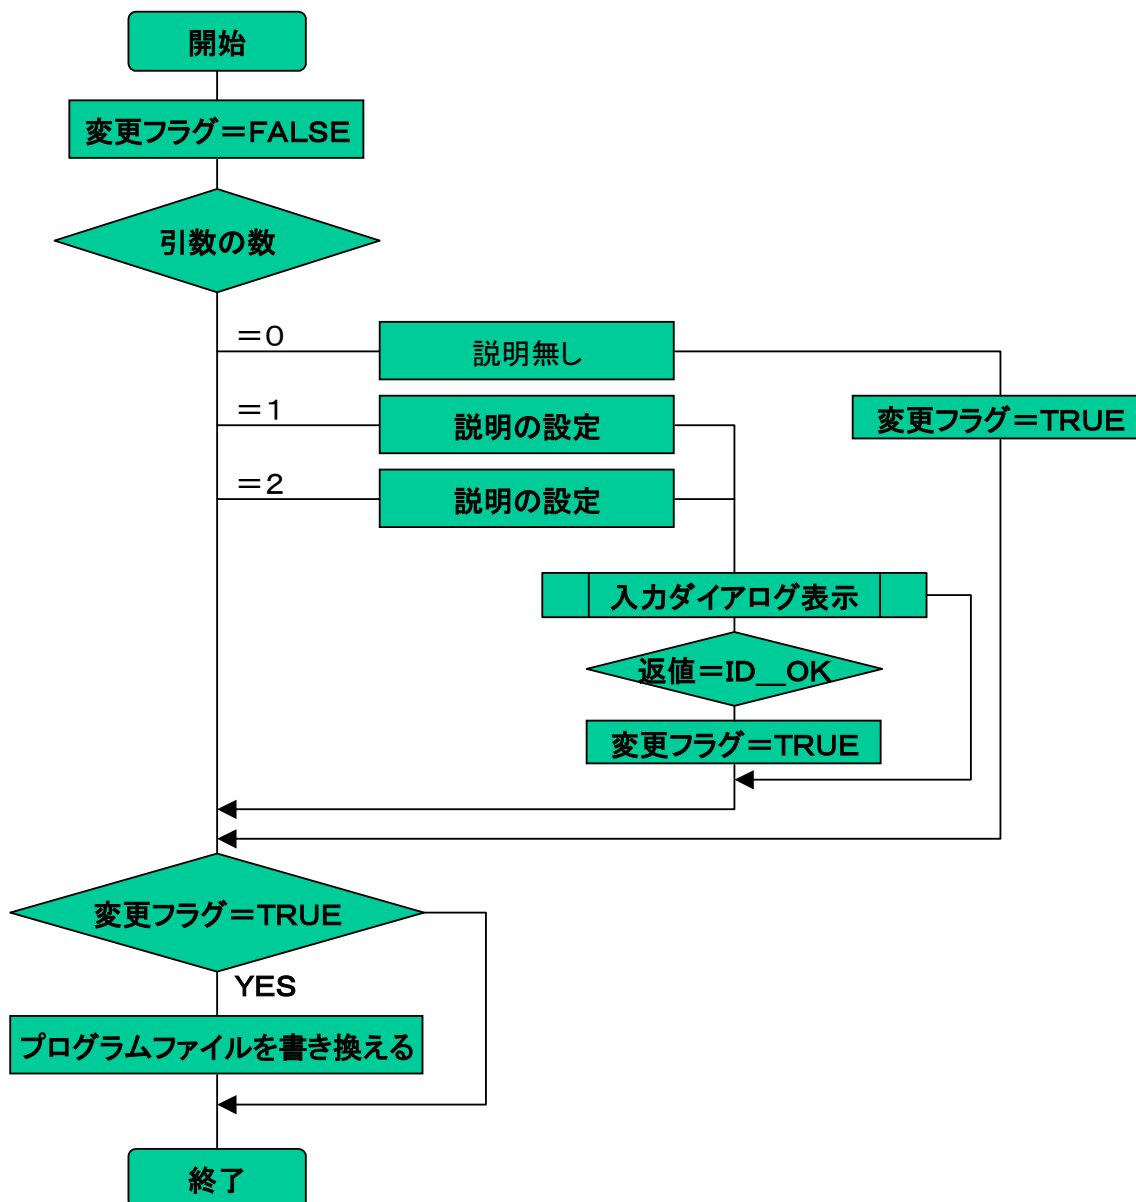 開始
変更フラグ＝FALSE
引数の数
＝0
説明無し
＝1
説明の設定
変更フラグ＝TRUE
＝2
説明の設定
入力ダイアログ表示
返値＝ID__OK
変更フラグ＝TRUE
変更フラグ＝TRUE
YES
プログラムファイルを書き換える
終了